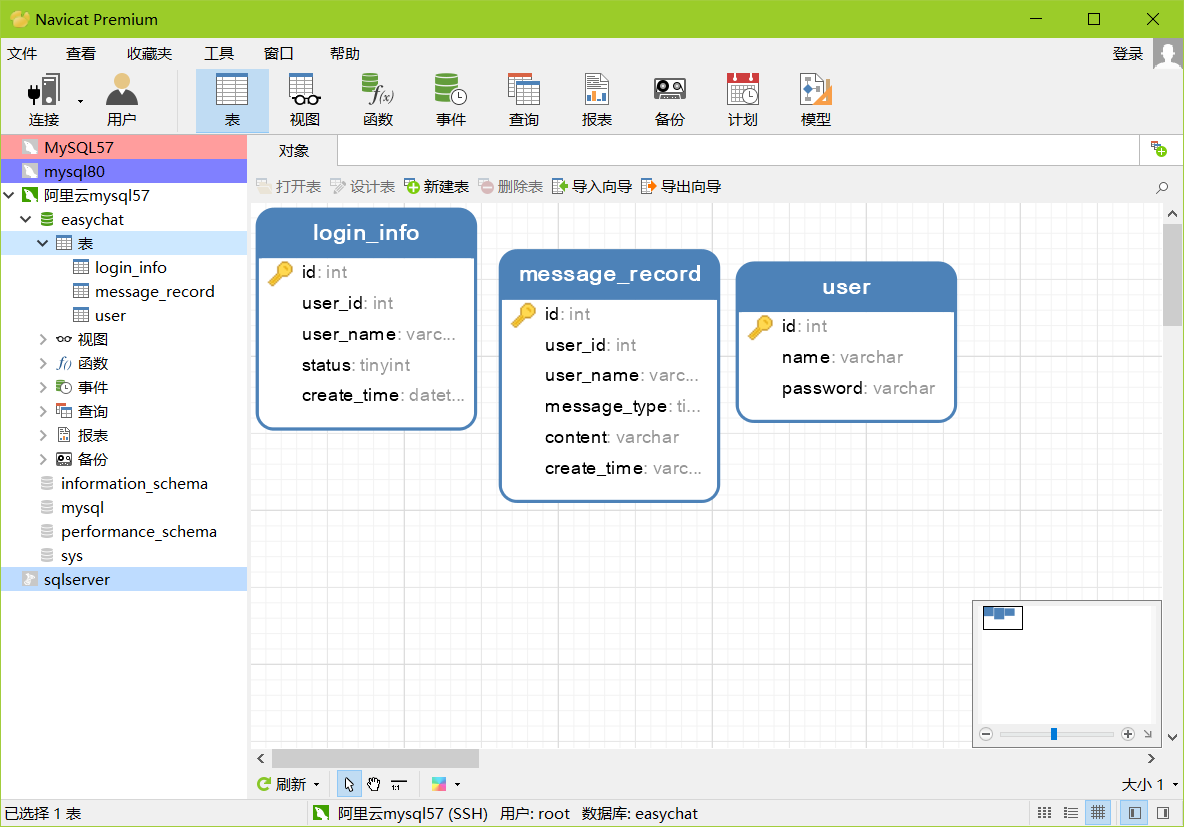 Navicat Premium
文件 查看 收藏夹 工具 窗口 帮助 登录
连接 用户 表 视图 函数 事件 查询 报表 备份 计划 模型
MySQL57
mysql80
阿里云mysql57
easychat
表
login_info
message_record
user
视图
函数
事件
查询
报表
备份
information_schema
mysql
performance_schema
sys
sqlserver
对象
打开表 设计表 新建表 删除表 导入向导 导出向导
login_info
id: int
user_id: int
user_name: varc...
status: tinyint
create_time: datet...
message_record
id: int
user_id: int
user_name: varc...
message_type: ti...
content: varchar
create_time: varc...
user
id: int
name: varchar
password: varchar
刷新 1:1 大小 1
已选择 1 表 阿里云mysql57 (SSH) 用户: root 数据库: easychat